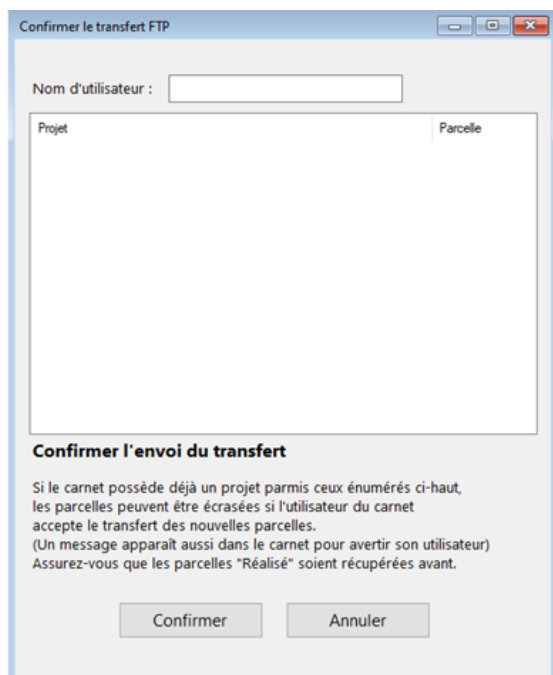 Confirmer le transfert FTP
Nom d'utilisateur :
Projet Parcelle
Confirmer l'envoi du transfert
Si le carnet possède déjà un projet parmis ceux énumérés ci-haut,
les parcelles peuvent être écrasées si l'utilisateur du carnet
accepte le transfert des nouvelles parcelles.
(Un message apparaît aussi dans le carnet pour avertir son utilisateur)
Assurez-vous que les parcelles "Réalisé" soient récupérées avant.
Confirmer Annuler